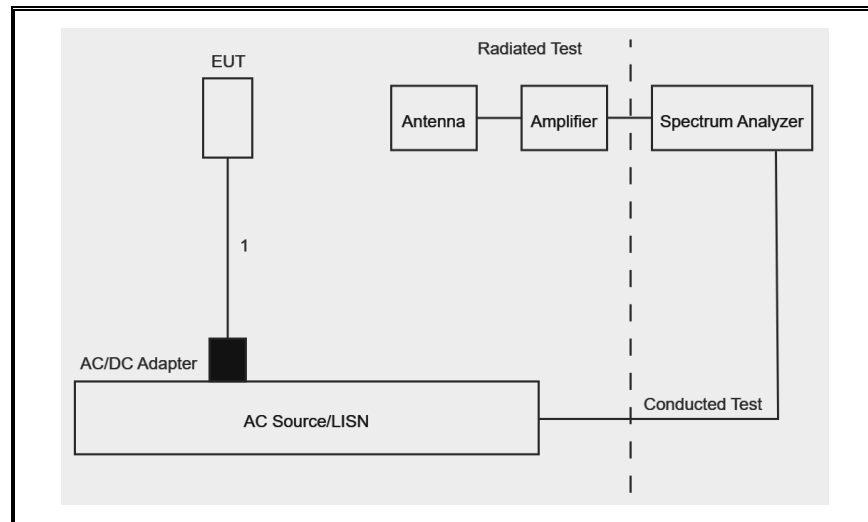 EUT
Radiated Test
Antenna
Amplifier
Spectrum Analyzer
1
AC/DC Adapter
AC Source/LISN
Conducted Test